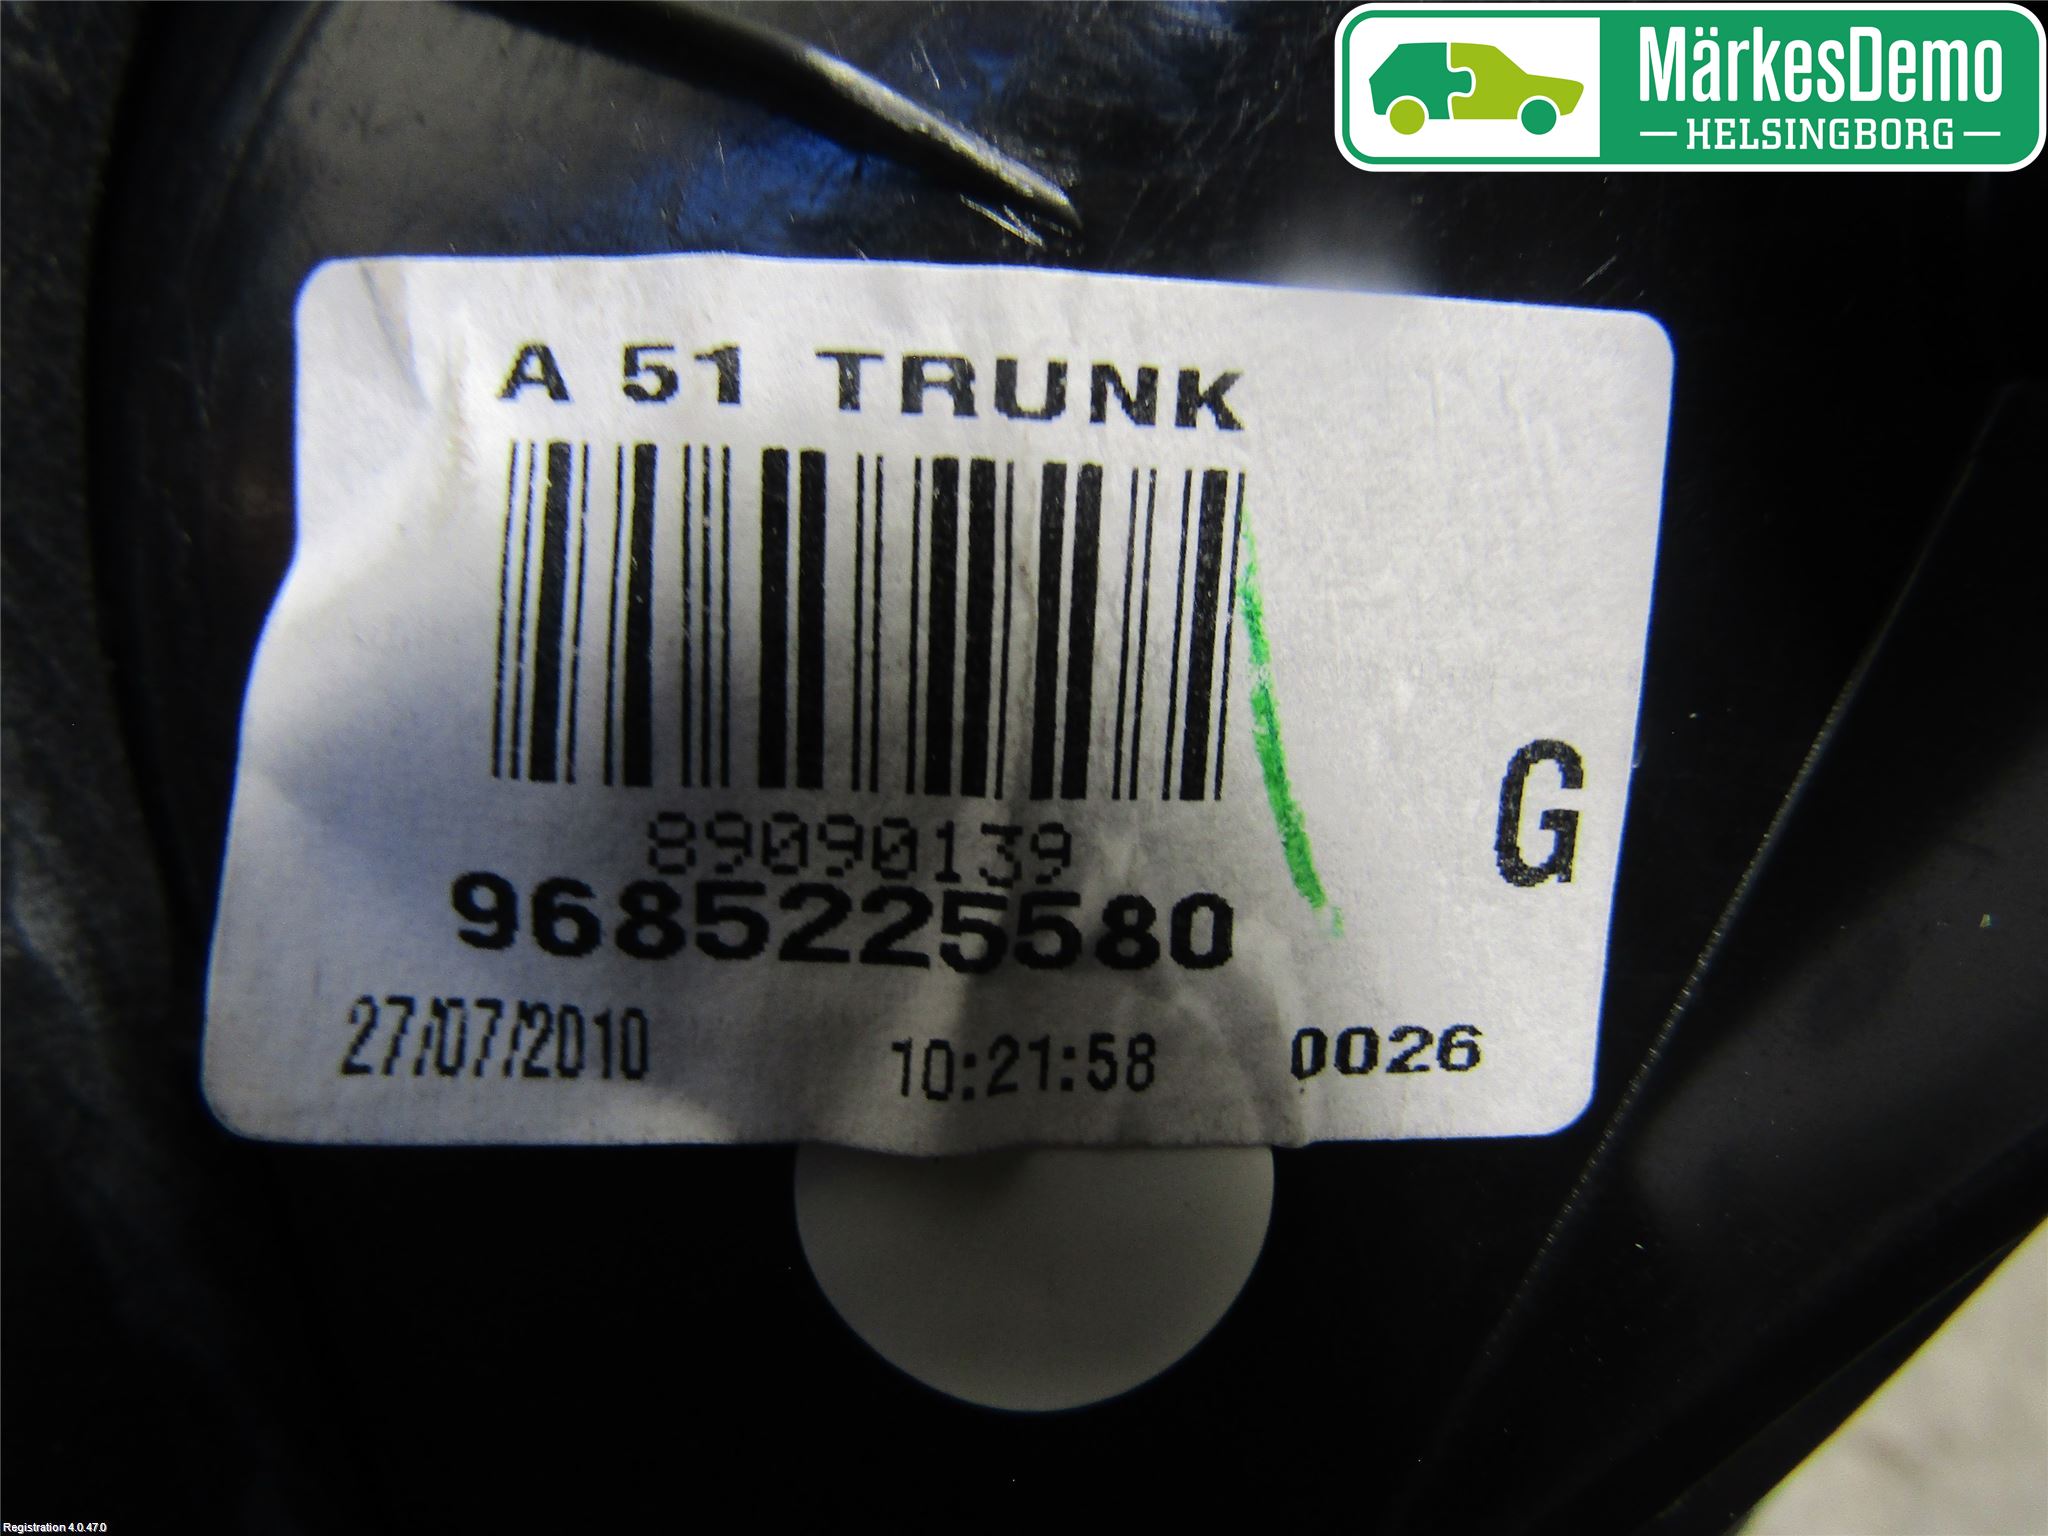 MärkesDemo
HELSINGBORG
A 51 TRUNK
89090139
9685225580
G
27/07/2010 10:21:58 0026
Registration 4.0.47.0